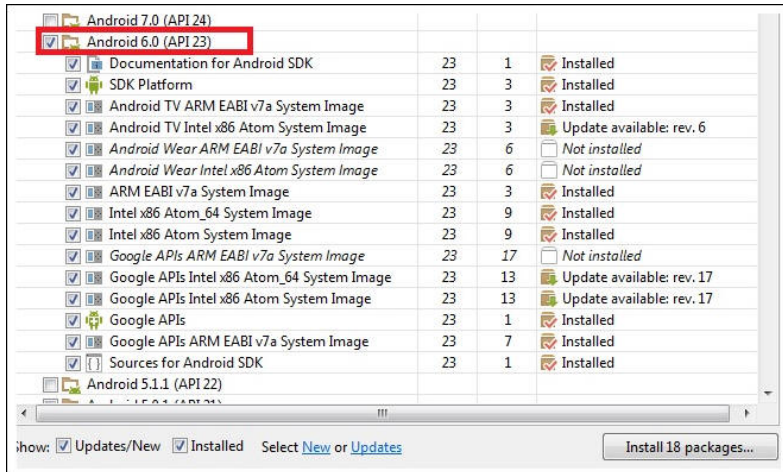 Android 7.0 (API 24)
Android 6.0 (API 23)
Documentation for Android SDK 23 1 Installed
SDK Platform 23 3 Installed
Android TV ARM EABI v7a System Image 23 3 Installed
Android TV Intel x86 Atom System Image 23 3 Update available: rev. 6
Android Wear ARM EABI v7a System Image 23 6 Not installed
Android Wear Intel x86 Atom System Image 23 6 Not installed
ARM EABI v7a System Image 23 3 Installed
Intel x86 Atom_64 System Image 23 9 Installed
Intel x86 Atom System Image 23 9 Installed
Google APIs ARM EABI v7a System Image 23 17 Not installed
Google APIs Intel x86 Atom_64 System Image 23 13 Update available: rev. 17
Google APIs Intel x86 Atom System Image 23 13 Update available: rev. 17
Google APIs 23 1 Installed
Google APIs ARM EABI v7a System Image 23 7 Installed
Sources for Android SDK 23 1 Installed
Android 5.1.1 (API 22)
Show: Updates/New Installed Select New or Updates Install 18 packages...